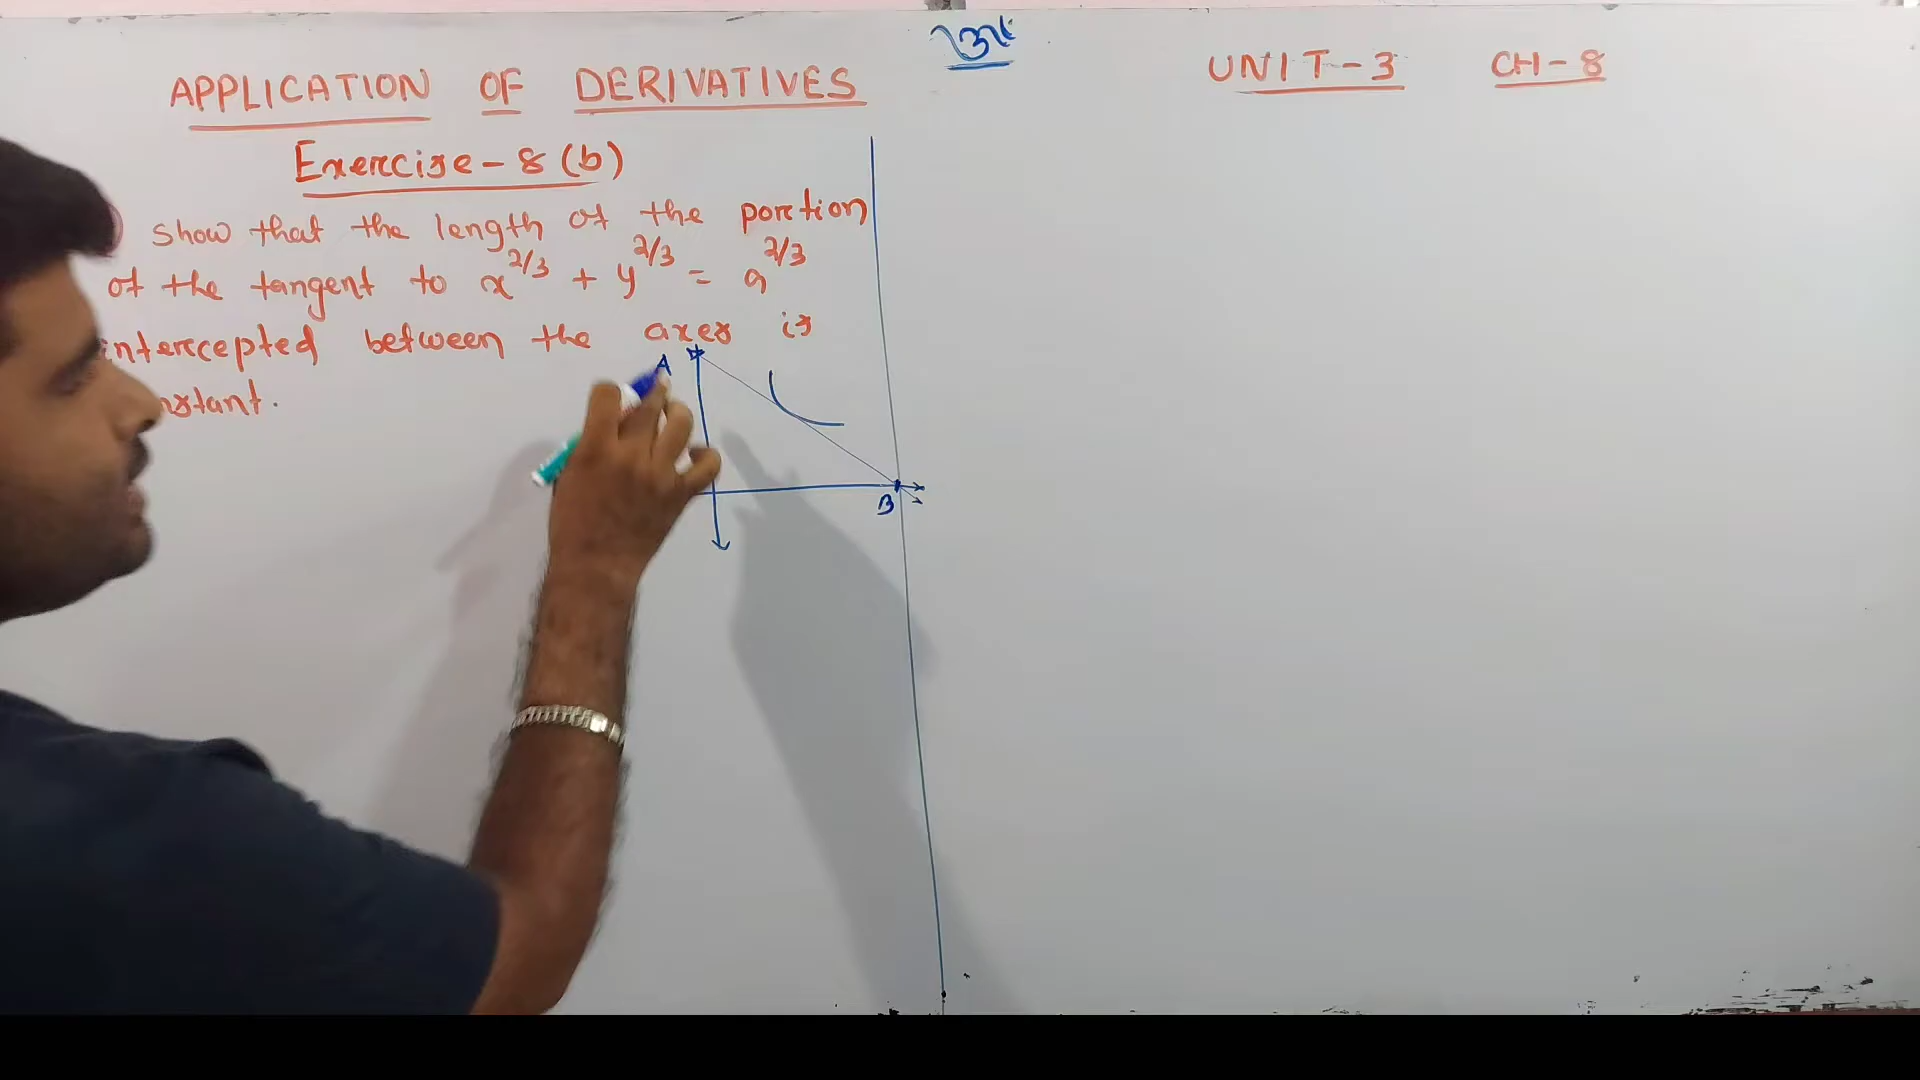 APPLICATION OF DERIVATIVES
UNIT-3 CH-8
Exercise-8(b)
show that the length of the portion
of the tangent to x^2/3 + y^2/3 = a^2/3
intercepted between the axes is
nstant.
A
B